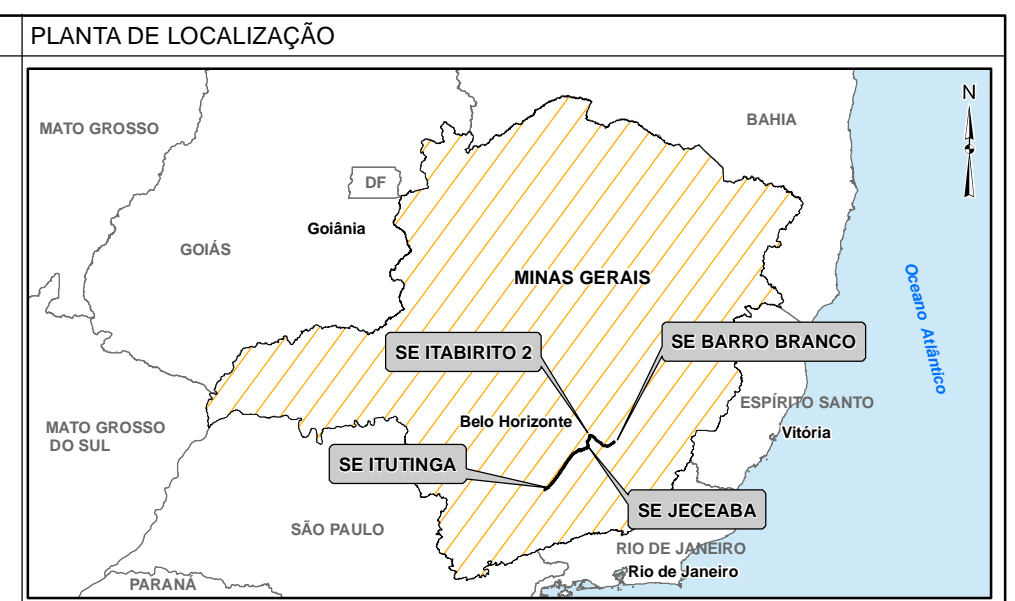 PLANTA DE LOCALIZAÇÃO
N
MATO GROSSO
BAHIA
DF
Goiânia
GOIÁS
MINAS GERAIS
Oceano Atlântico
SE BARRO BRANCO
SE ITABIRITO 2
ESPÍRITO SANTO
Belo Horizonte
MATO GROSSO
DO SUL
Vitória
SE ITUTINGA
SE JECEABA
SÃO PAULO
RIO DE JANEIRO
Rio de Janeiro
PARANÁ